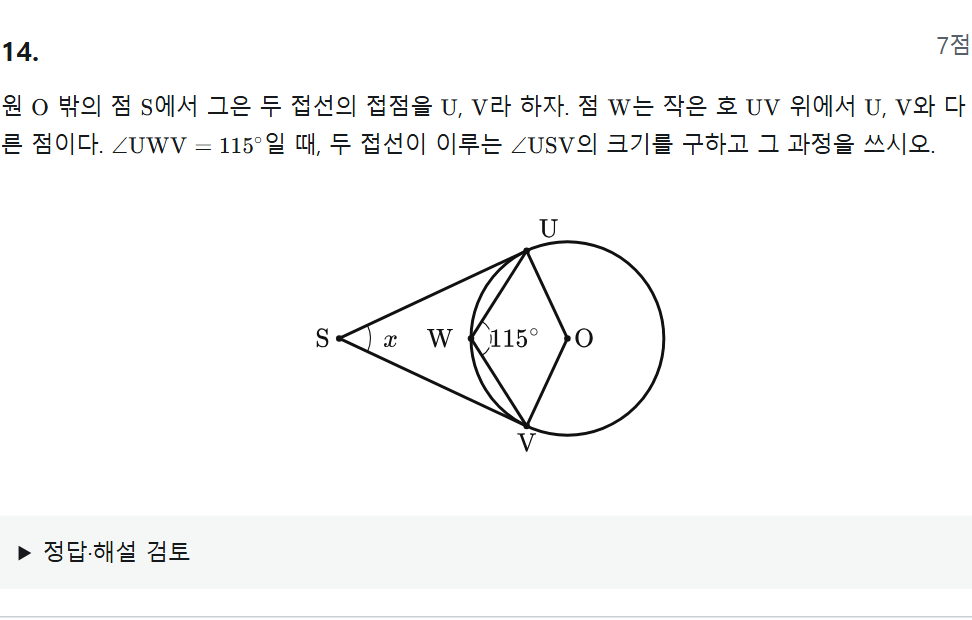 14.
7점
원 O 밖의 점 S에서 그은 두 접선의 접점을 U, V라 하자. 점 W는 작은 호 UV 위에서 U, V와 다
른 점이다. ∠UWV = 115°일 때, 두 접선이 이루는 ∠USV의 크기를 구하고 그 과정을 쓰시오.
U
S x W 115° O
V
▶ 정답·해설 검토